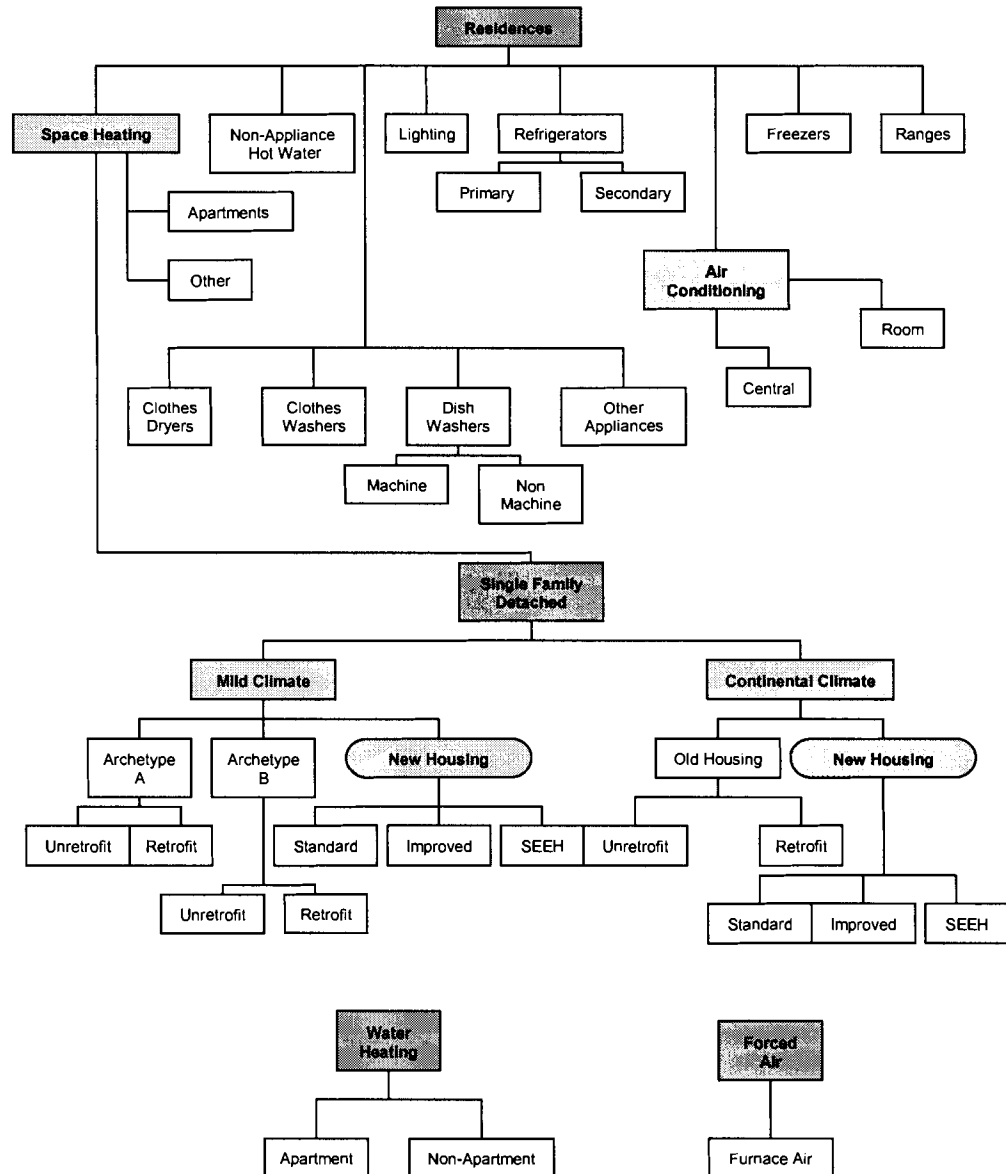 Residences
Space Heating
Non-Appliance
Hot Water
Lighting
Refrigerators
Freezers
Ranges
Primary
Secondary
Apartments
Other
Air
Conditioning
Room
Central
Clothes
Dryers
Clothes
Washers
Dish
Washers
Other
Appliances
Machine
Non
Machine
Single Family
Detached
Mild Climate
Continental Climate
Archetype
A
Archetype
B
New Housing
Old Housing
New Housing
Unretrofit
Retrofit
Standard
Improved
SEEH
Unretrofit
Retrofit
Unretrofit
Retrofit
Standard
Improved
SEEH
Water
Heating
Forced
Air
Apartment
Non-Apartment
Furnace Air